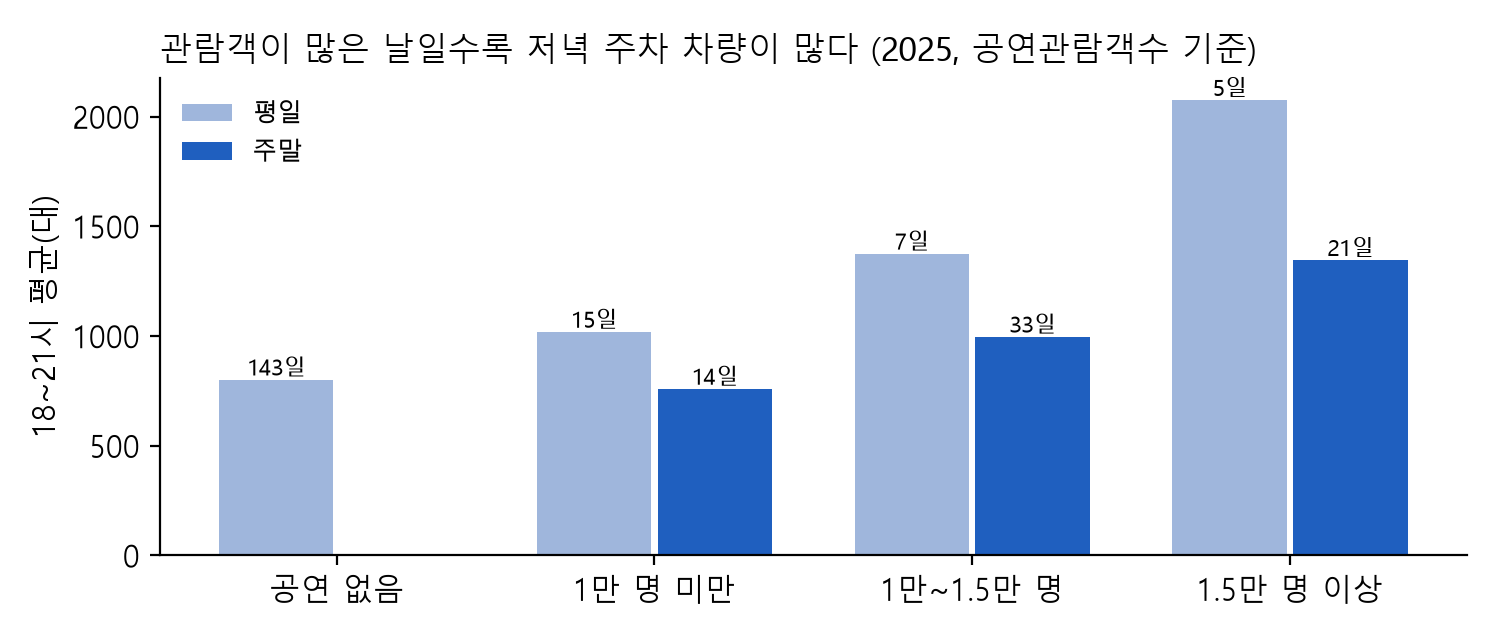 관람객이 많은 날일수록 저녁 주차 차량이 많다 (2025, 공연관람객수 기준)
평일
주말
18~21시 평균(대)
2000
1500
1000
500
0
143일
15일
14일
7일
33일
5일
21일
공연 없음
1만 명 미만
1만~1.5만 명
1.5만 명 이상